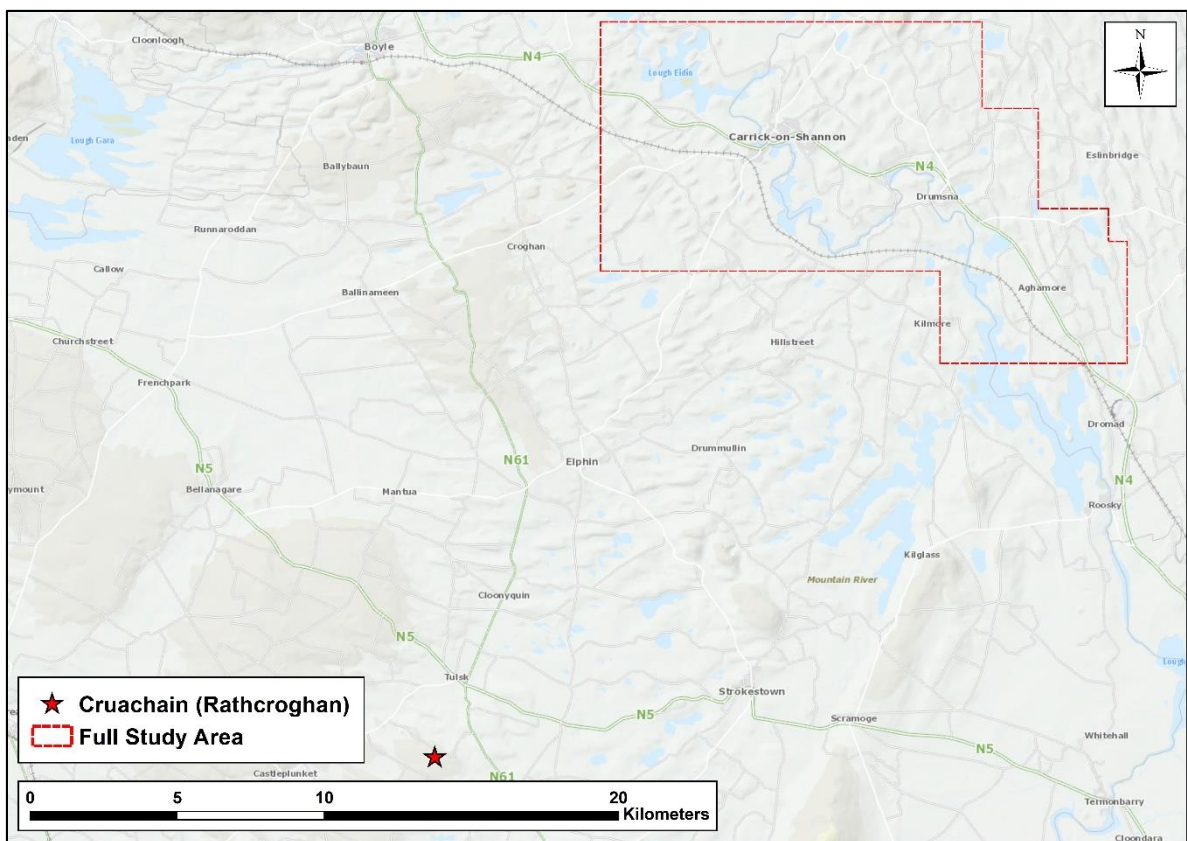 Cloonlough
Boyle
N4
N
Lough Eidin
Lough Gara
Carrick-on-Shannon
Ballybaun
N4
Eslinbridge
Drumsna
Runnaroddan
Croghan
Callow
Ballinameen
Aghamore
Kilmore
Churchstreet
Hillstreet
Frenchpark
Dromad
Elphin
Drummullin
N61
N5
N4
Bellanagare
Mantua
Roosky
Kilglass
Mountain River
Cloonyquin
N5
Lough
Tulsk
Strokestown
Cruachain (Rathcroghan)
N5
Scramoge
Full Study Area
Whitehall
N5
Castleplunket
N61
0 5 10 20
Kilometers
Termonbarry
Cloondara